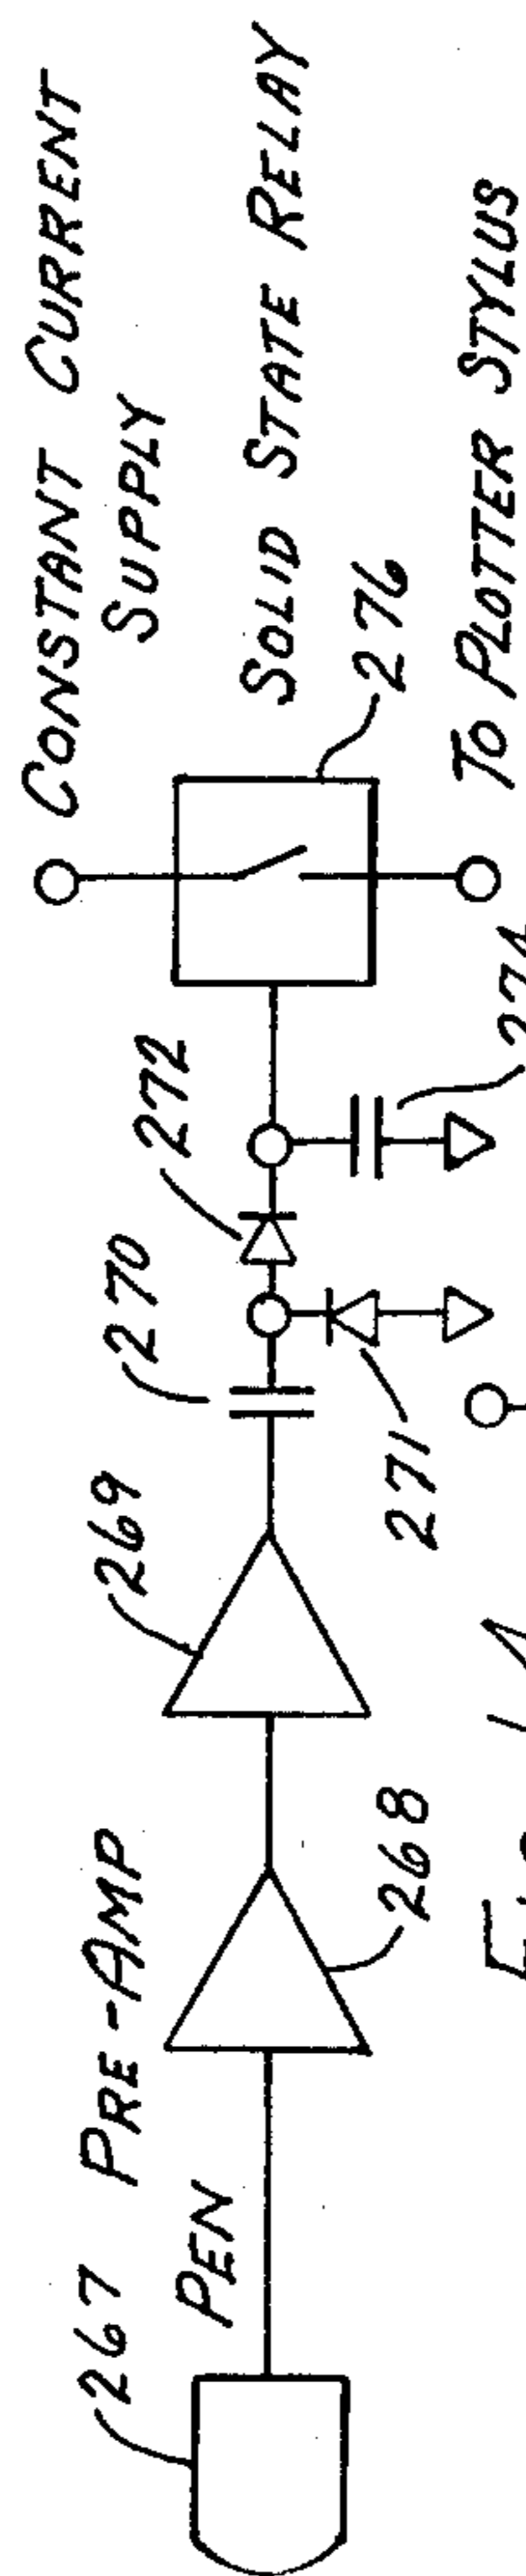 CONSTANT CURRENT
SUPPLY
SOLID STATE RELAY
276
TO PLOTTER STYLUS
272
270
269
271
PRE-AMP
268
PEN
267